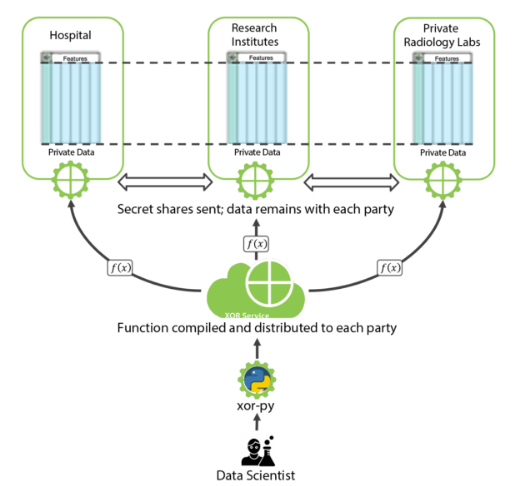 Hospital
Research
Institutes
Private
Radiology Labs
Features
Features
Features
Private Data
Private Data
Private Data
Secret shares sent; data remains with each party
f(x)
f(x)
f(x)
XOR Service
Function compiled and distributed to each party
xor-py
Data Scientist